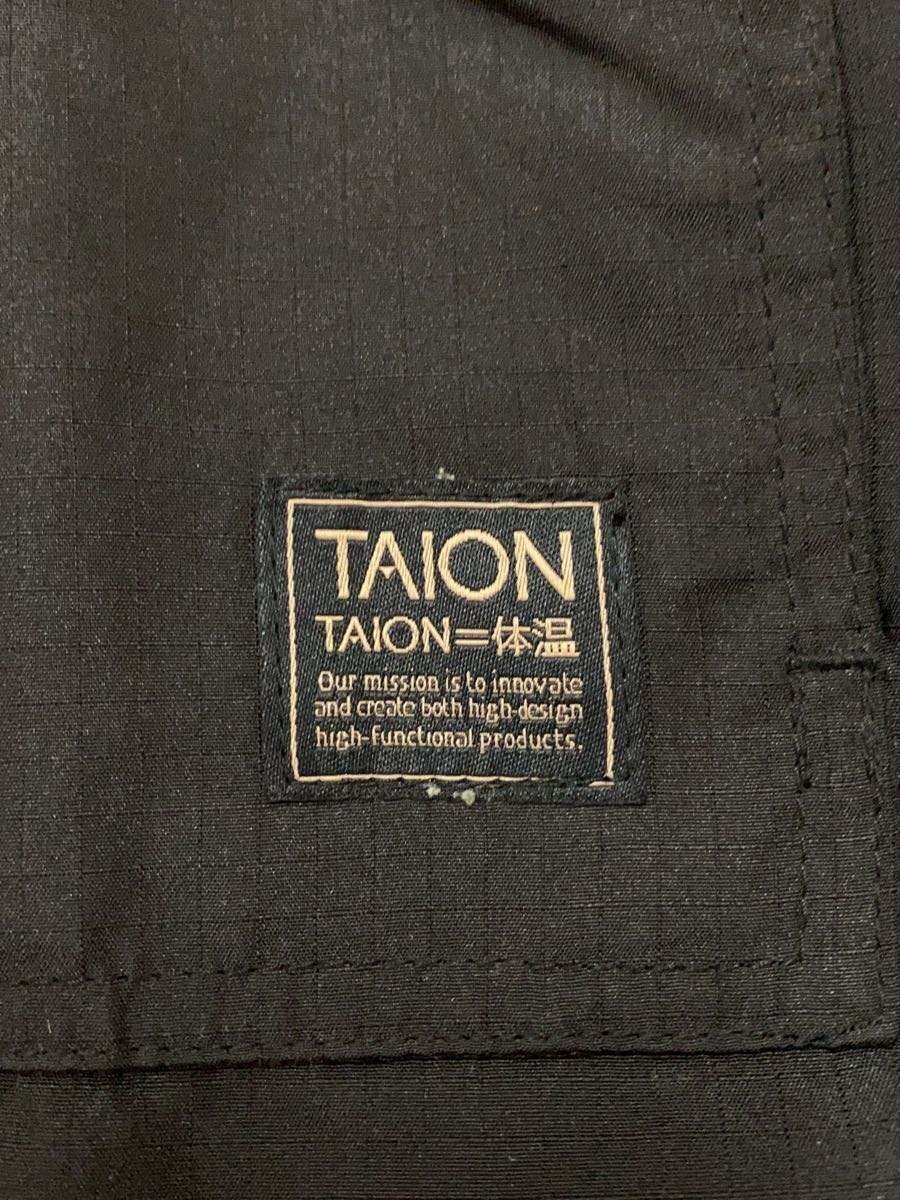 TAION
TAION=体温
Our mission is to innovate
and create both high-design
high-functional products.